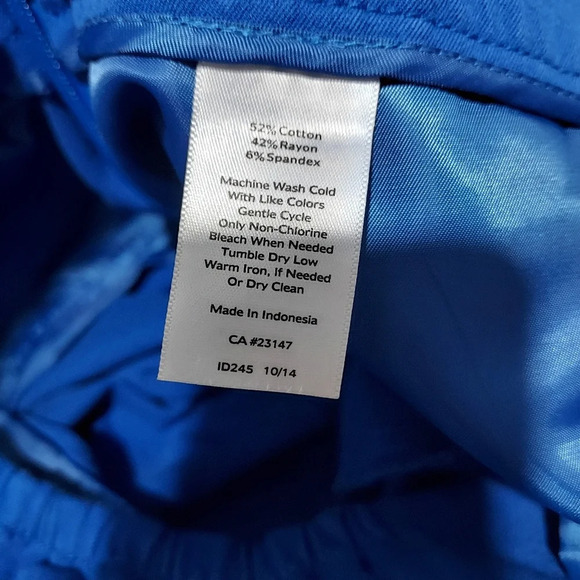 52% Cotton
42% Rayon
6% Spandex
Machine Wash Cold
With Like Colors
Gentle Cycle
Only Non-Chlorine
Bleach When Needed
Tumble Dry Low
Warm Iron, If Needed
Or Dry Clean
Made In Indonesia
CA #23147
ID245 10/14